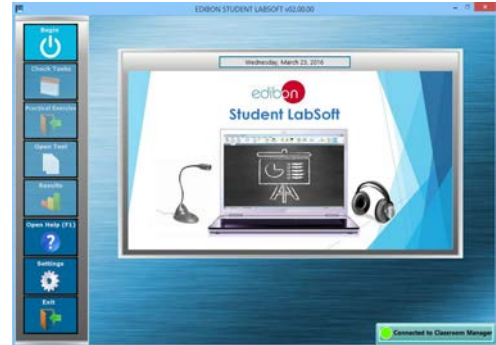 EDIBON STUDENT LABSOFT v02.00.00
Begin
Check Tasks
Practical Exercise
Open Test
Results
Open Help (F1)
Settings
Exit
Wednesday, March 23, 2016
edibon
Student LabSoft
Connected to Classroom Manager